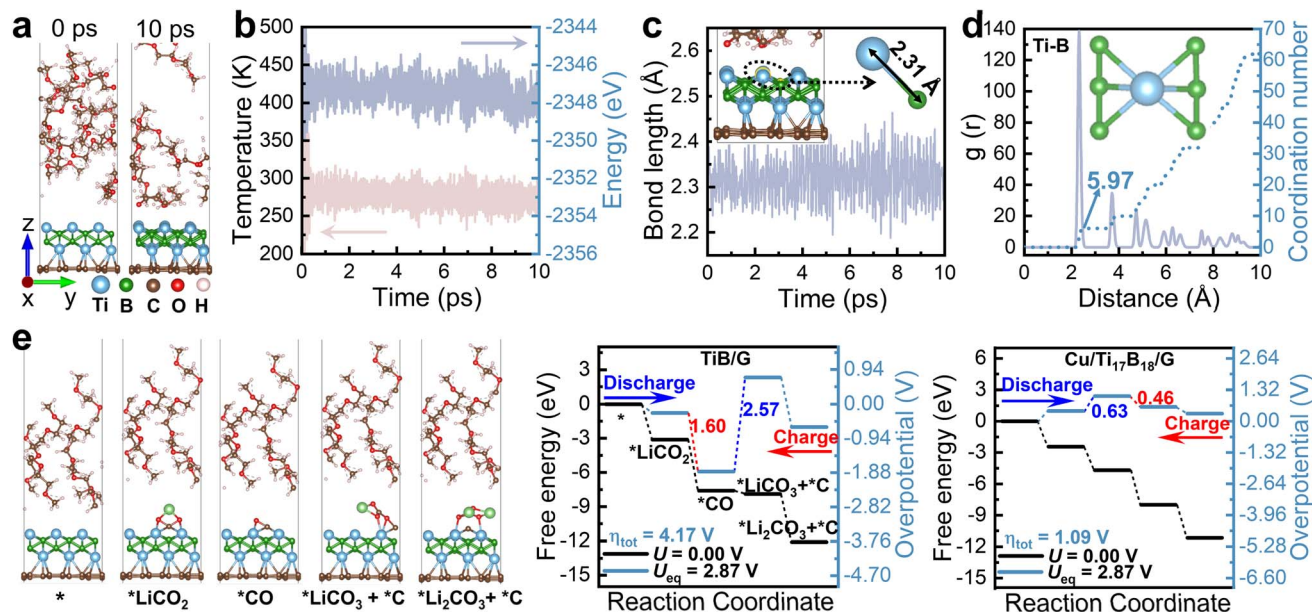 a
0 ps 10 ps
z
x y
Ti B C O H
b
Temperature (K)
500
450
400
350
300
250
200
0 2 4 6 8 10
Time (ps)
-2344
-2346
-2348
-2350
-2352
-2354
-2356
Energy (eV)
c
Bond length (Å)
2.6
2.5
2.4
2.3
2.2
2.31 Å
0 2 4 6 8 10
Time (ps)
d
Ti-B
g (r)
140
120
100
80
60
40
20
0
5.97
0 2 4 6 8 10
Distance (Å)
70
60
50
40
30
20
10
0
Coordination number
e
* *LiCO2 *CO *LiCO3 + *C *Li2CO3+ *C
TiB/G
Free energy (eV)
3
0
-3
-6
-9
-12
-15
Discharge
*
*LiCO2
1.60
2.57
Charge
*CO
*LiCO3+*C
*Li2CO3+*C
ηtot = 4.17 V
U = 0.00 V
Ueq = 2.87 V
Reaction Coordinate
0.94
0.00
-0.94
-1.88
-2.82
-3.76
-4.70
Overpotential (V)
Cu/Ti17B18/G
Free energy (eV)
6
3
0
-3
-6
-9
-12
-15
Discharge
0.63
0.46
Charge
ηtot = 1.09 V
U = 0.00 V
Ueq = 2.87 V
Reaction Coordinate
2.64
1.32
0.00
-1.32
-2.64
-3.96
-5.28
-6.60
Overpotential (V)